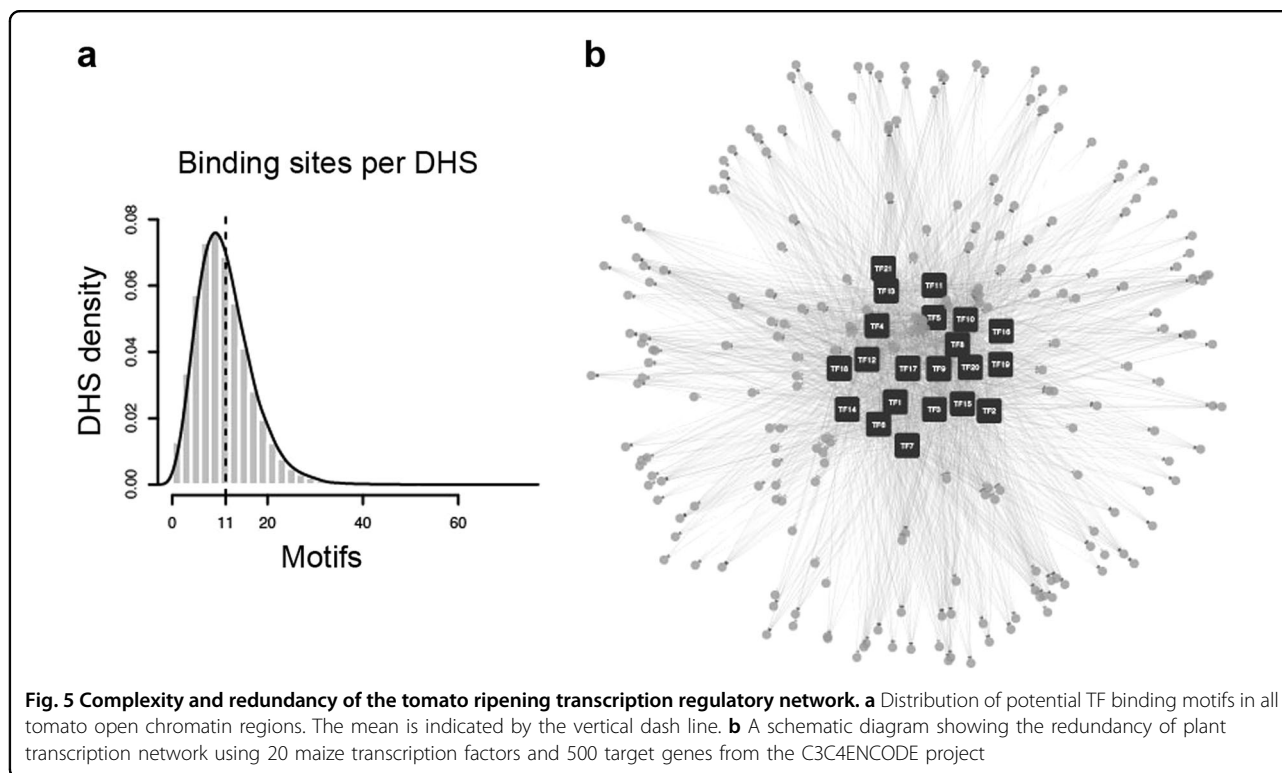 a
Binding sites per DHS
DHS density
0.08
0.06
0.04
0.02
0.00
0
11
20
40
60
Motifs
b
TF21
TF13
TF11
TF4
TF5
TF10
TF16
TF8
TF12
TF18
TF17
TF9
TF20
TF19
TF14
TF1
TF3
TF15
TF2
TF6
TF7
Fig. 5 Complexity and redundancy of the tomato ripening transcription regulatory network. a Distribution of potential TF binding motifs in all
tomato open chromatin regions. The mean is indicated by the vertical dash line. b A schematic diagram showing the redundancy of plant
transcription network using 20 maize transcription factors and 500 target genes from the C3C4ENCODE project